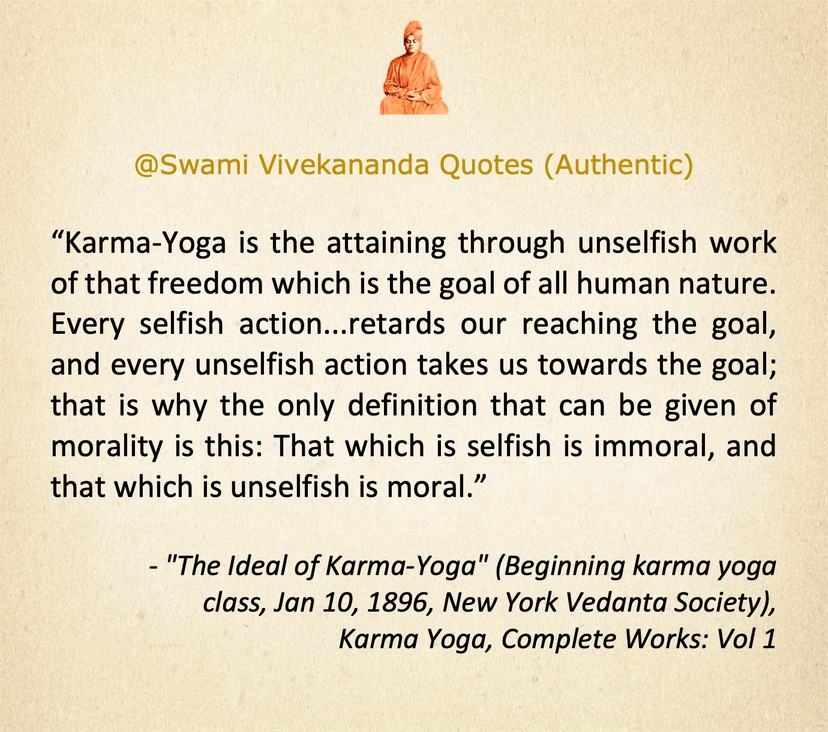 @Swami Vivekananda Quotes (Authentic)
“Karma-Yoga is the attaining through unselfish work
of that freedom which is the goal of all human nature.
Every selfish action...retards our reaching the goal,
and every unselfish action takes us towards the goal;
that is why the only definition that can be given of
morality is this: That which is selfish is immoral, and
that which is unselfish is moral.”
- "The Ideal of Karma-Yoga" (Beginning karma yoga
class, Jan 10, 1896, New York Vedanta Society),
Karma Yoga, Complete Works: Vol 1